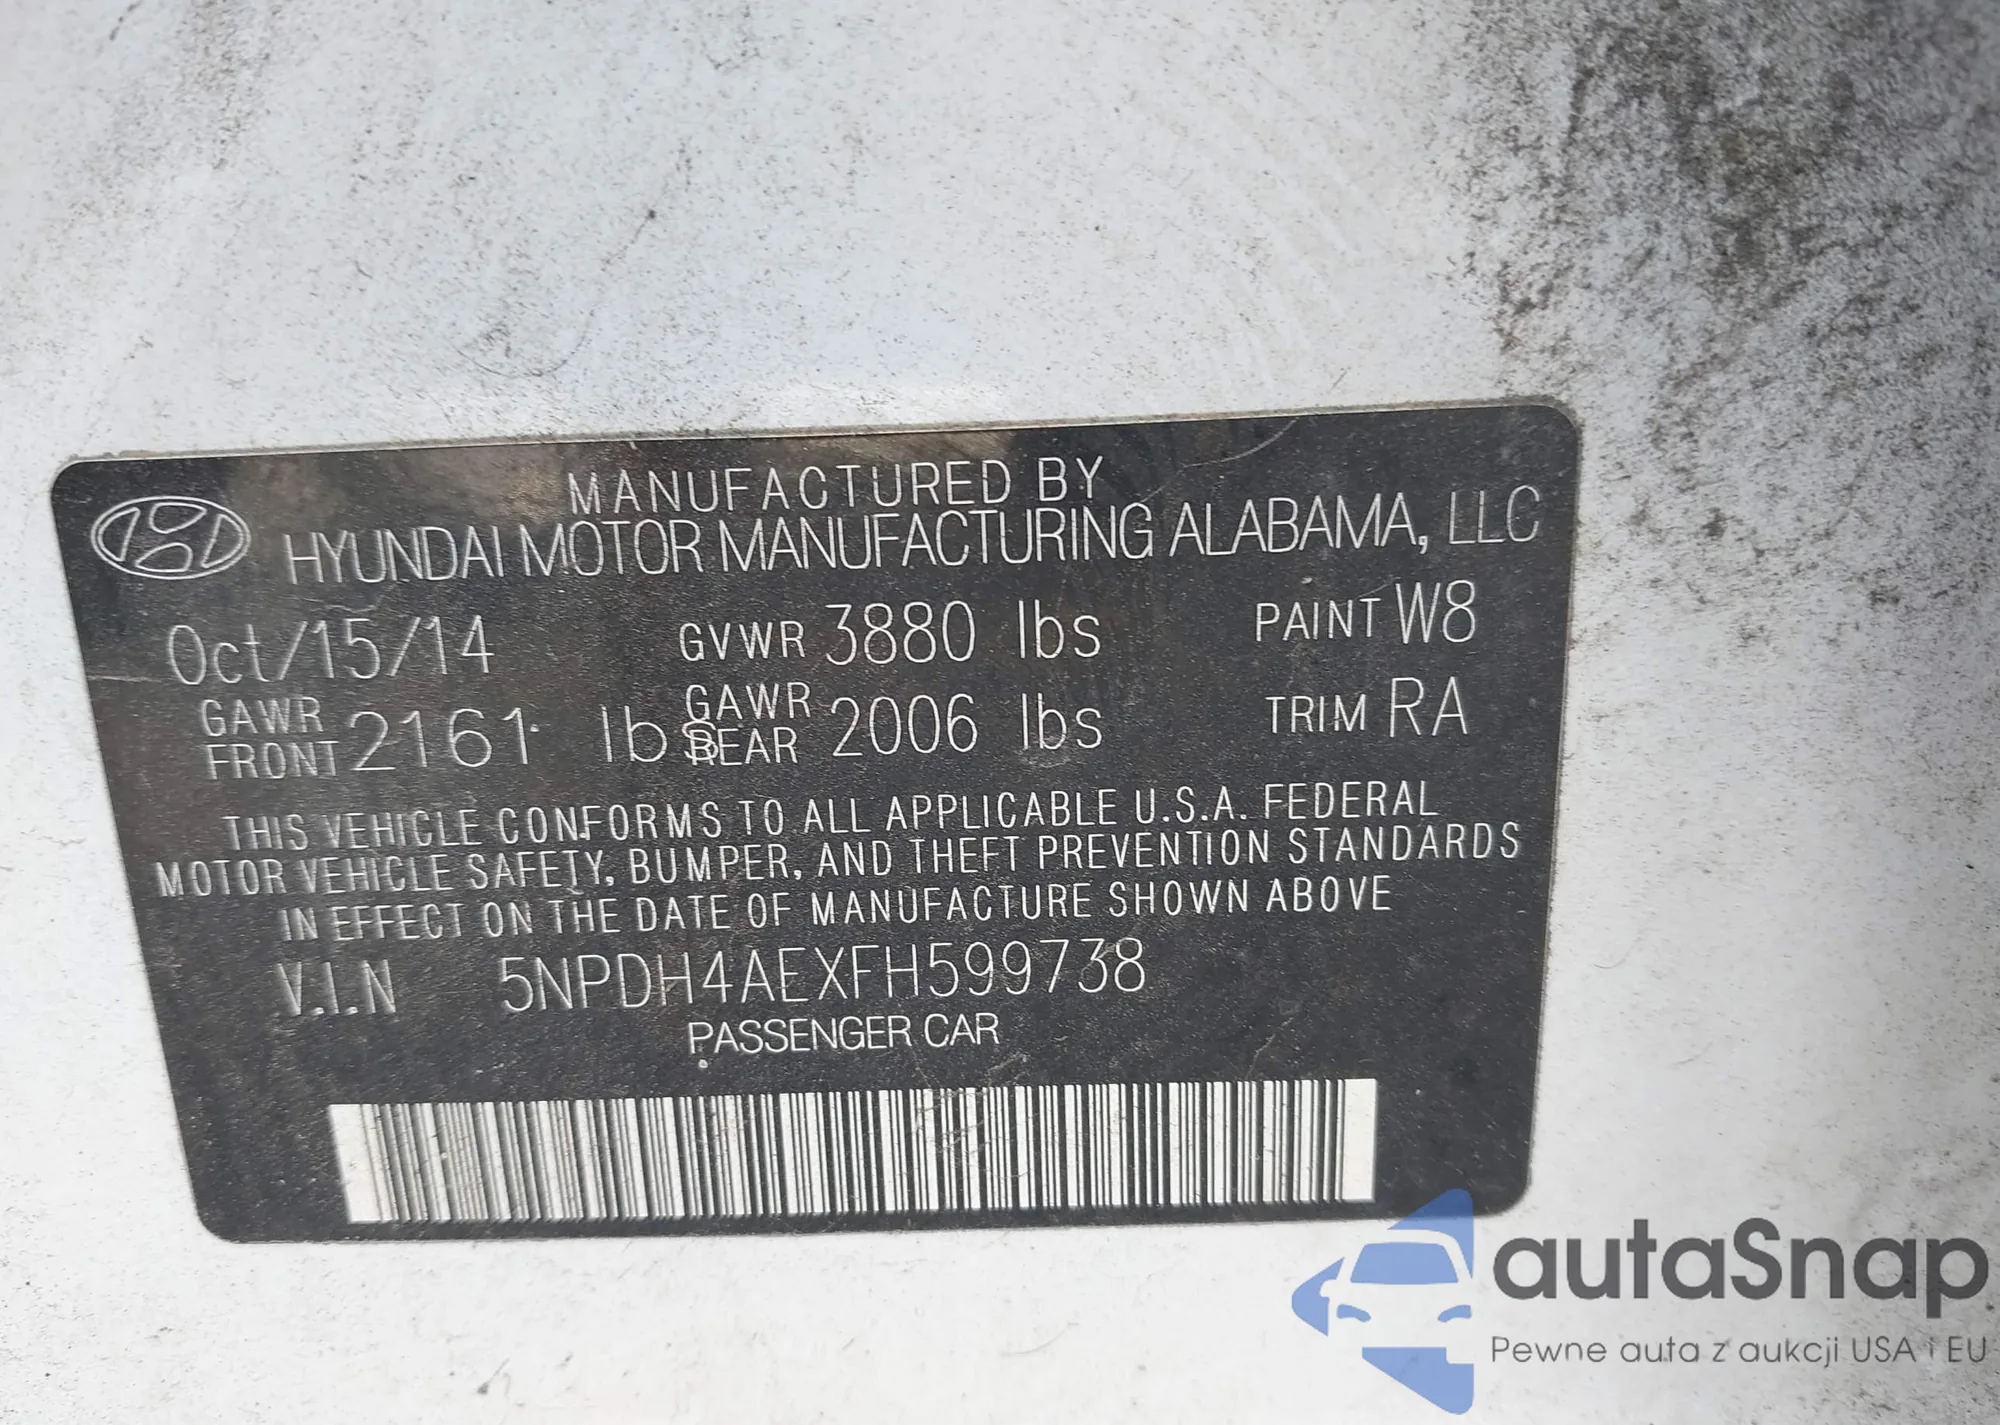 MANUFACTURED BY
HYUNDAI MOTOR MANUFACTURING ALABAMA, LLC
Oct/15/14 GVWR 3880 lbs PAINT W8
GAWR FRONT 2161 lbs GAWR REAR 2006 lbs TRIM RA
THIS VEHICLE CONFORMS TO ALL APPLICABLE U.S.A. FEDERAL
MOTOR VEHICLE SAFETY, BUMPER, AND THEFT PREVENTION STANDARDS
IN EFFECT ON THE DATE OF MANUFACTURE SHOWN ABOVE
V.I.N 5NPDH4AEXFH599738
PASSENGER CAR
autaSnap
Pewne auta z aukcji USA i EU